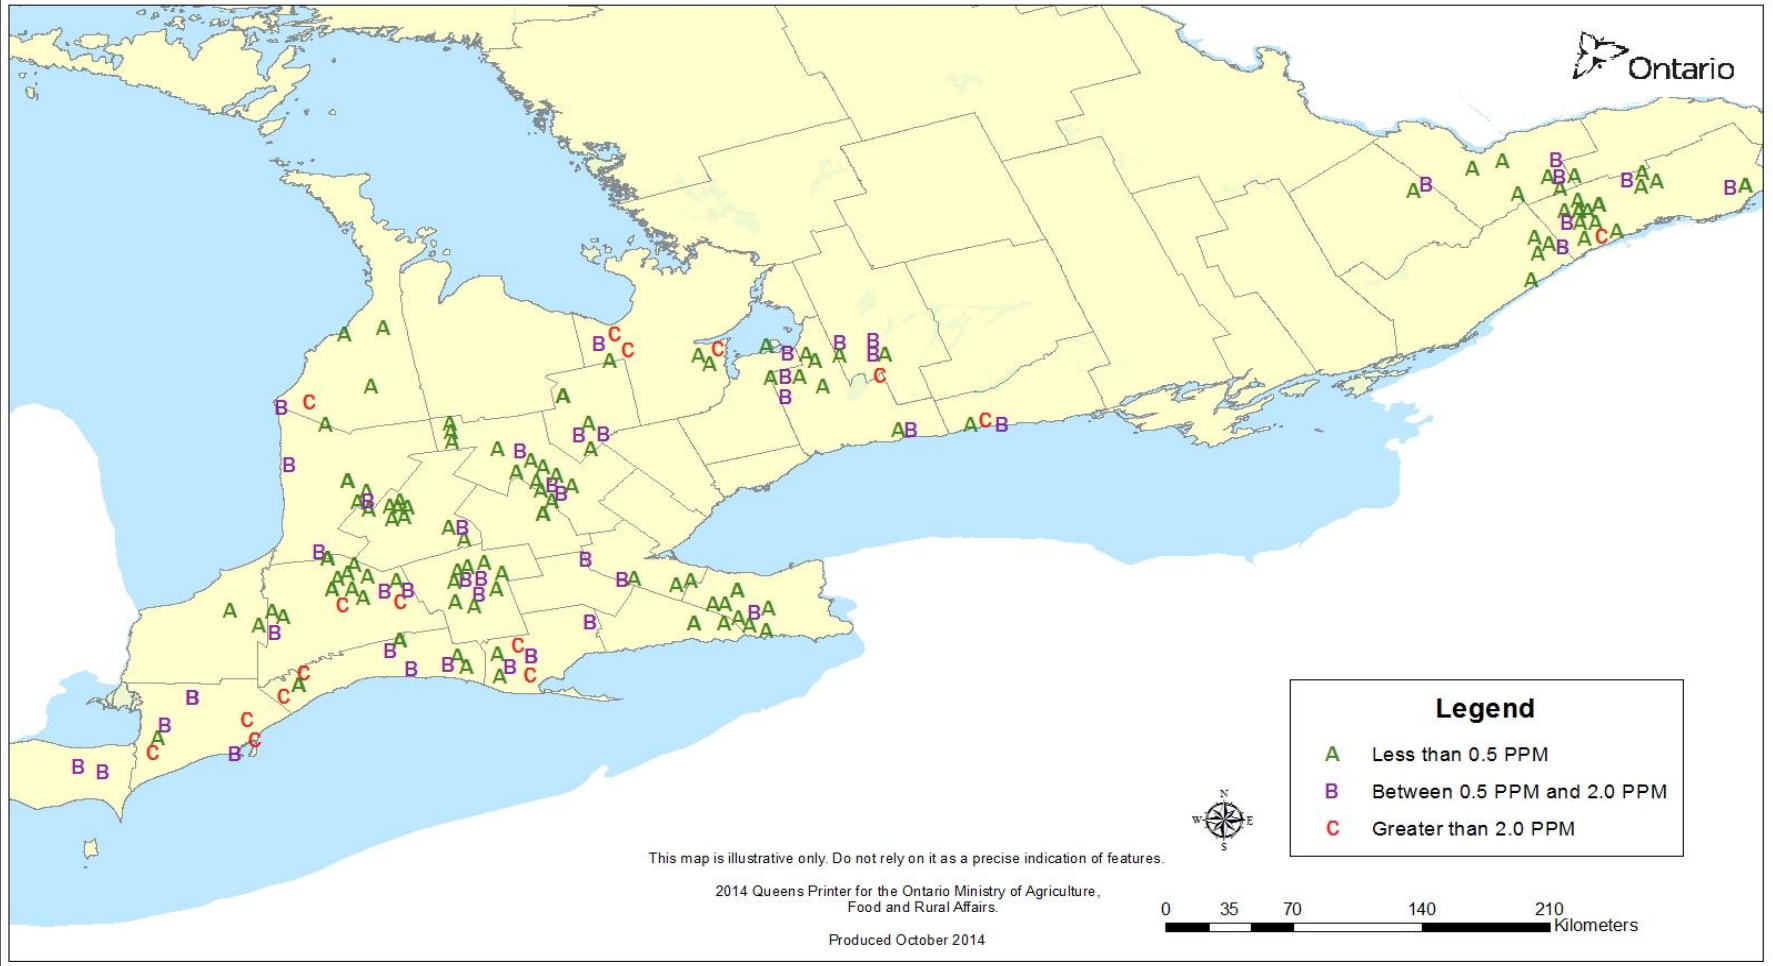 Ontario
Legend
A Less than 0.5 PPM
B Between 0.5 PPM and 2.0 PPM
C Greater than 2.0 PPM
N
W E
S
This map is illustrative only. Do not rely on it as a precise indication of features.
2014 Queens Printer for the Ontario Ministry of Agriculture,
Food and Rural Affairs.
Produced October 2014
0 35 70 140 210
Kilometers